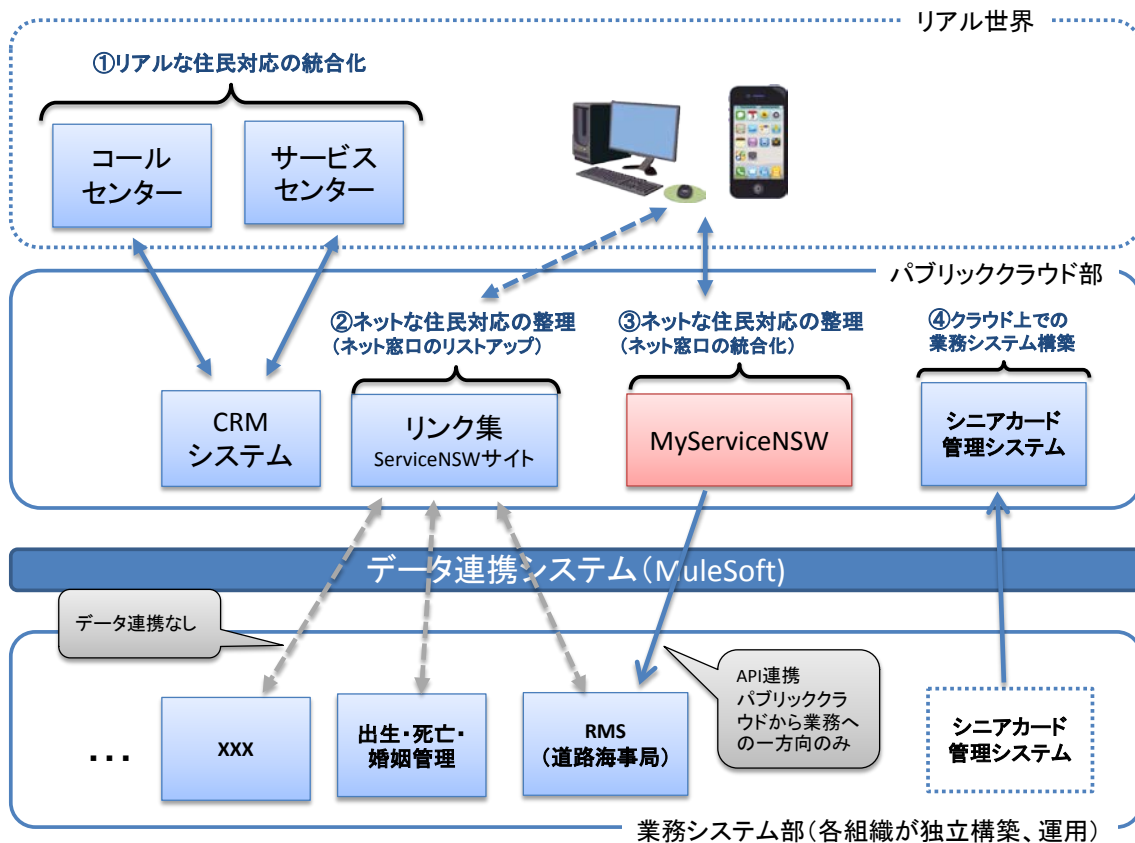 リアル世界
①リアルな住民対応の統合化
コール
センター
サービス
センター
パブリッククラウド部
②ネットな住民対応の整理
（ネット窓口のリストアップ）
③ネットな住民対応の整理
（ネット窓口の統合化）
④クラウド上での
業務システム構築
CRM
システム
リンク集
ServiceNSWサイト
MyServiceNSW
シニアカード
管理システム
データ連携システム（MuleSoft)
データ連携なし
API連携
パブリッククラ
ウドから業務へ
の一方向のみ
...
XXX
出生・死亡・
婚姻管理
RMS
（道路海事局）
シニアカード
管理システム
業務システム部（各組織が独立構築、運用）